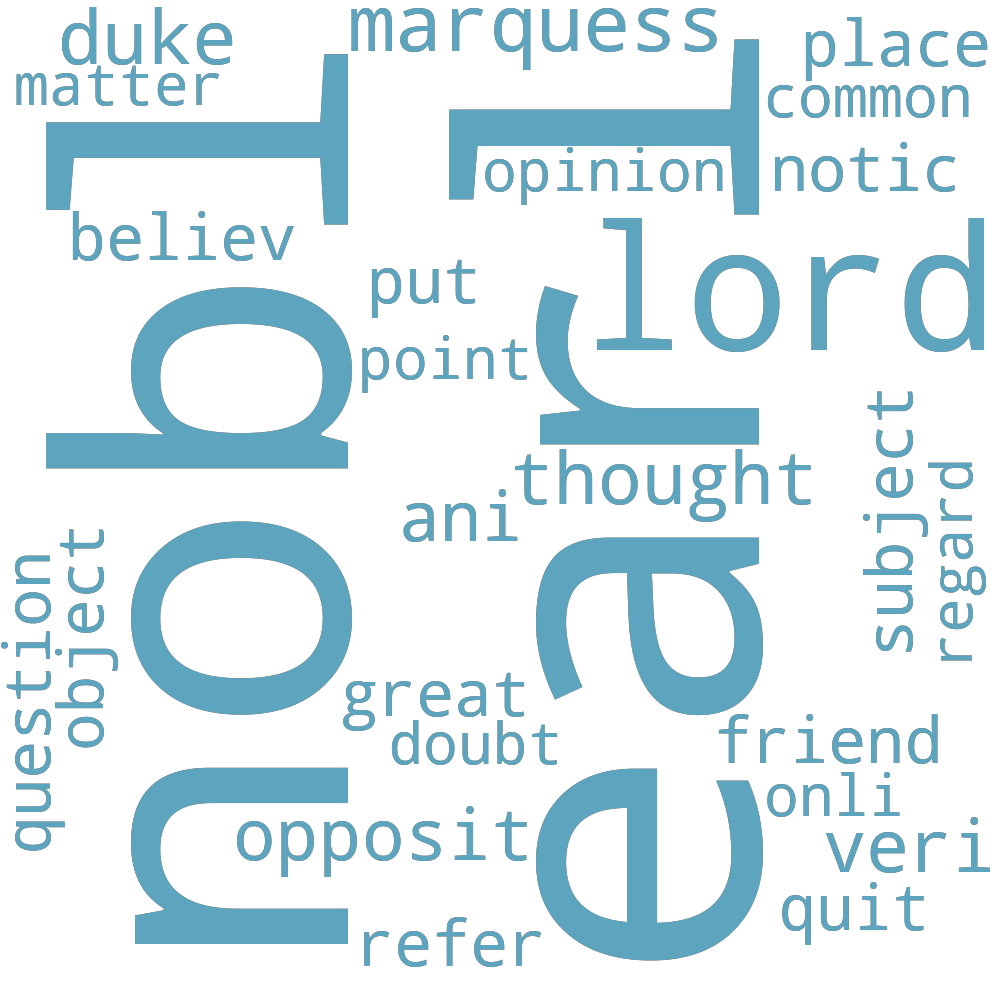 duke
marquess
place
matter
common
nobl
earl
opinion
notic
believ
lord
put
point
thought
subject
regard
ani
question
object
great
doubt
friend
onli
opposit
veri
quit
refer